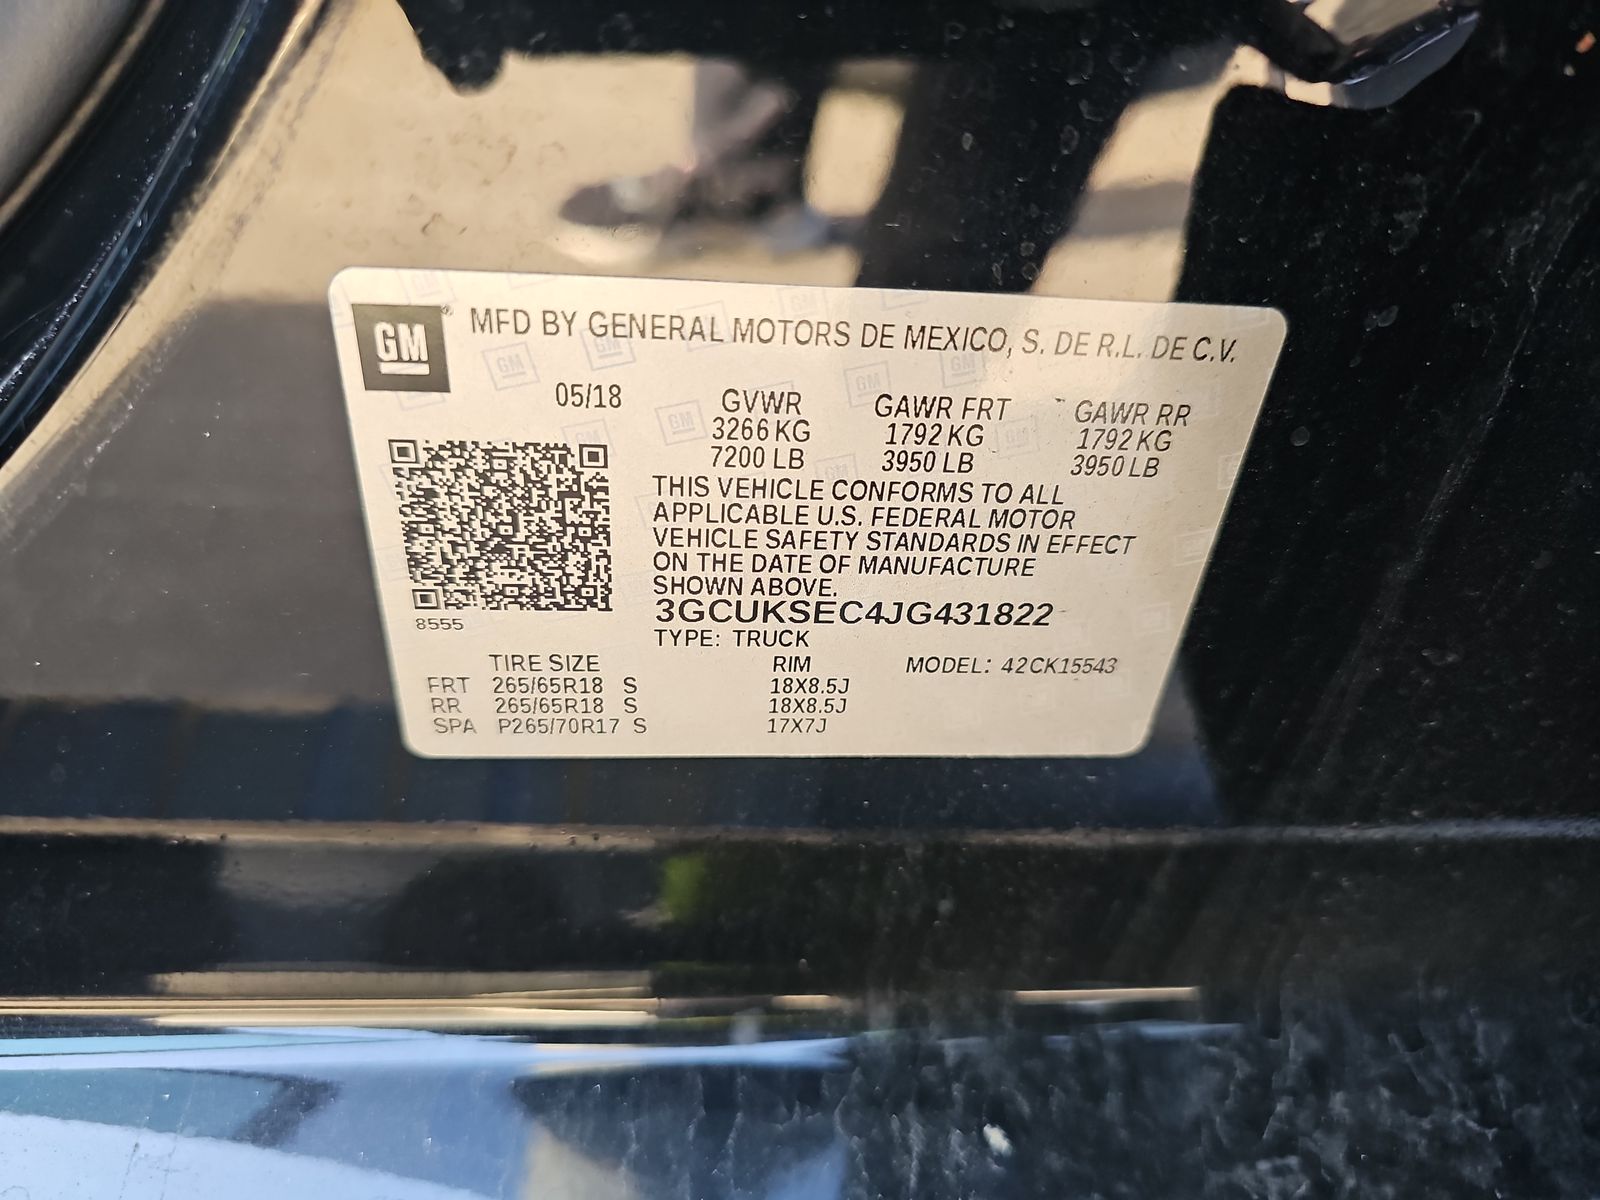 GM
MFD BY GENERAL MOTORS DE MEXICO, S. DE R.L. DE C.V.
05/18
GVWR GAWR FRT GAWR RR
3266 KG 1792 KG 1792 KG
7200 LB 3950 LB 3950 LB
THIS VEHICLE CONFORMS TO ALL
APPLICABLE U.S. FEDERAL MOTOR
VEHICLE SAFETY STANDARDS IN EFFECT
ON THE DATE OF MANUFACTURE
SHOWN ABOVE.
3GCUKSEC4JG431822
8555
TYPE: TRUCK
TIRE SIZE RIM MODEL: 42CK15543
FRT 265/65R18 S 18X8.5J
RR 265/65R18 S 18X8.5J
SPA P265/70R17 S 17X7J